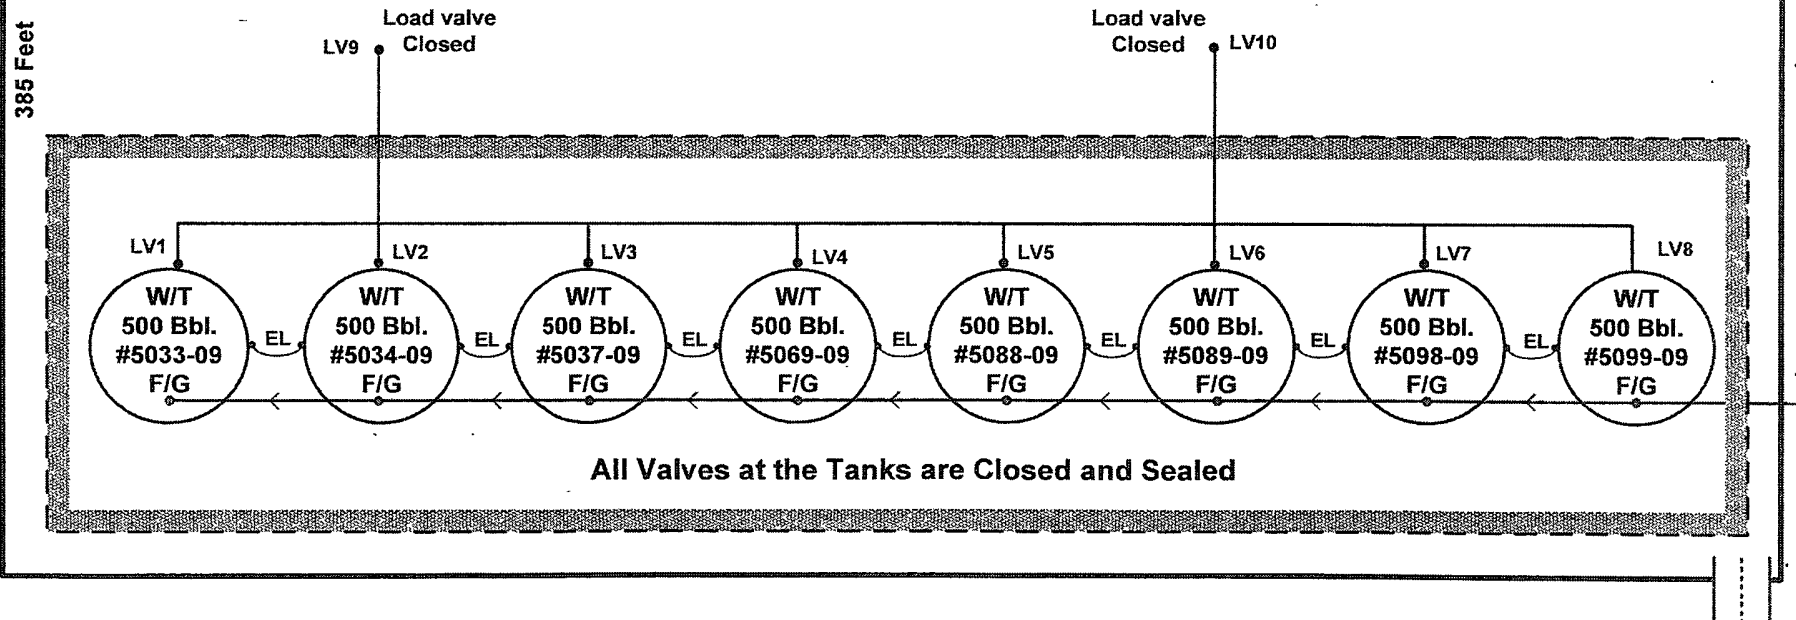 385 Feet
Load valve
Closed
LV9
Load valve
Closed
LV10
LV1
LV2
LV3
LV4
LV5
LV6
LV7
LV8
W/T
500 Bbl.
#5033-09
F/G
EL
W/T
500 Bbl.
#5034-09
F/G
EL
W/T
500 Bbl.
#5037-09
F/G
EL
W/T
500 Bbl.
#5069-09
F/G
EL
W/T
500 Bbl.
#5088-09
F/G
EL
W/T
500 Bbl.
#5089-09
F/G
EL
W/T
500 Bbl.
#5098-09
F/G
EL
W/T
500 Bbl.
#5099-09
F/G
All Valves at the Tanks are Closed and Sealed